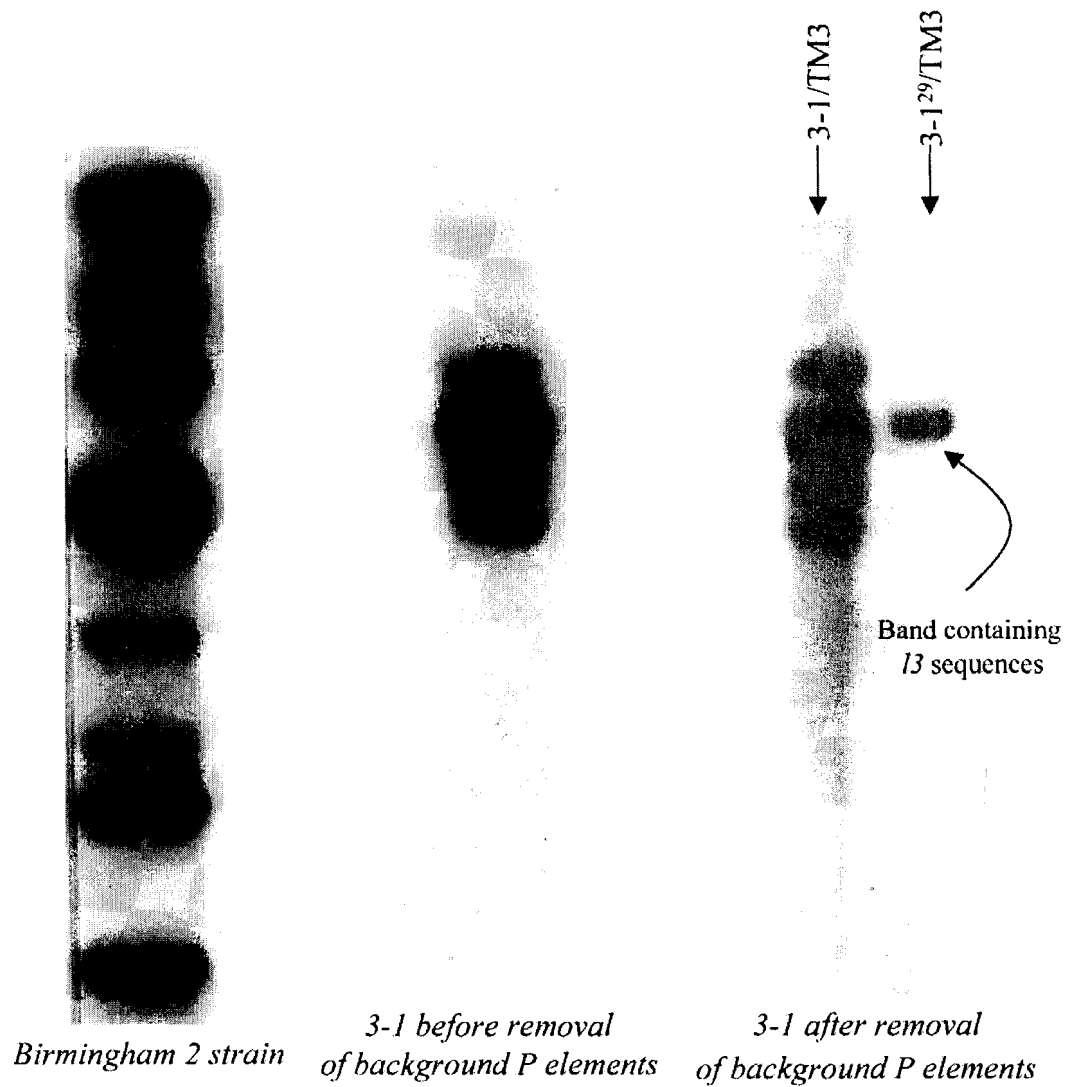 3-1/TM3
3-1²⁹/TM3
Band containing
l3 sequences
Birmingham 2 strain
3-1 before removal
of background P elements
3-1 after removal
of background P elements